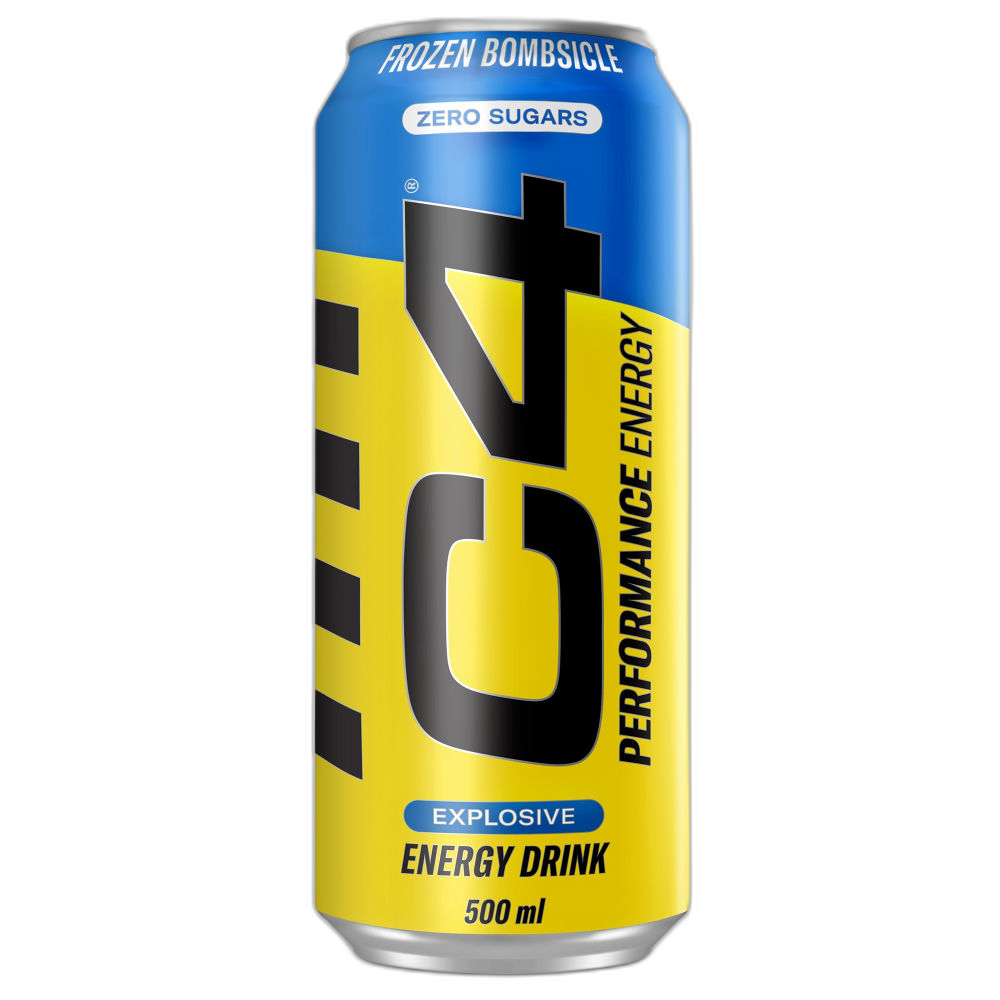 FROZEN BOMBSICLE
ZERO SUGARS
C4®
PERFORMANCE ENERGY
EXPLOSIVE
ENERGY DRINK
500 ml